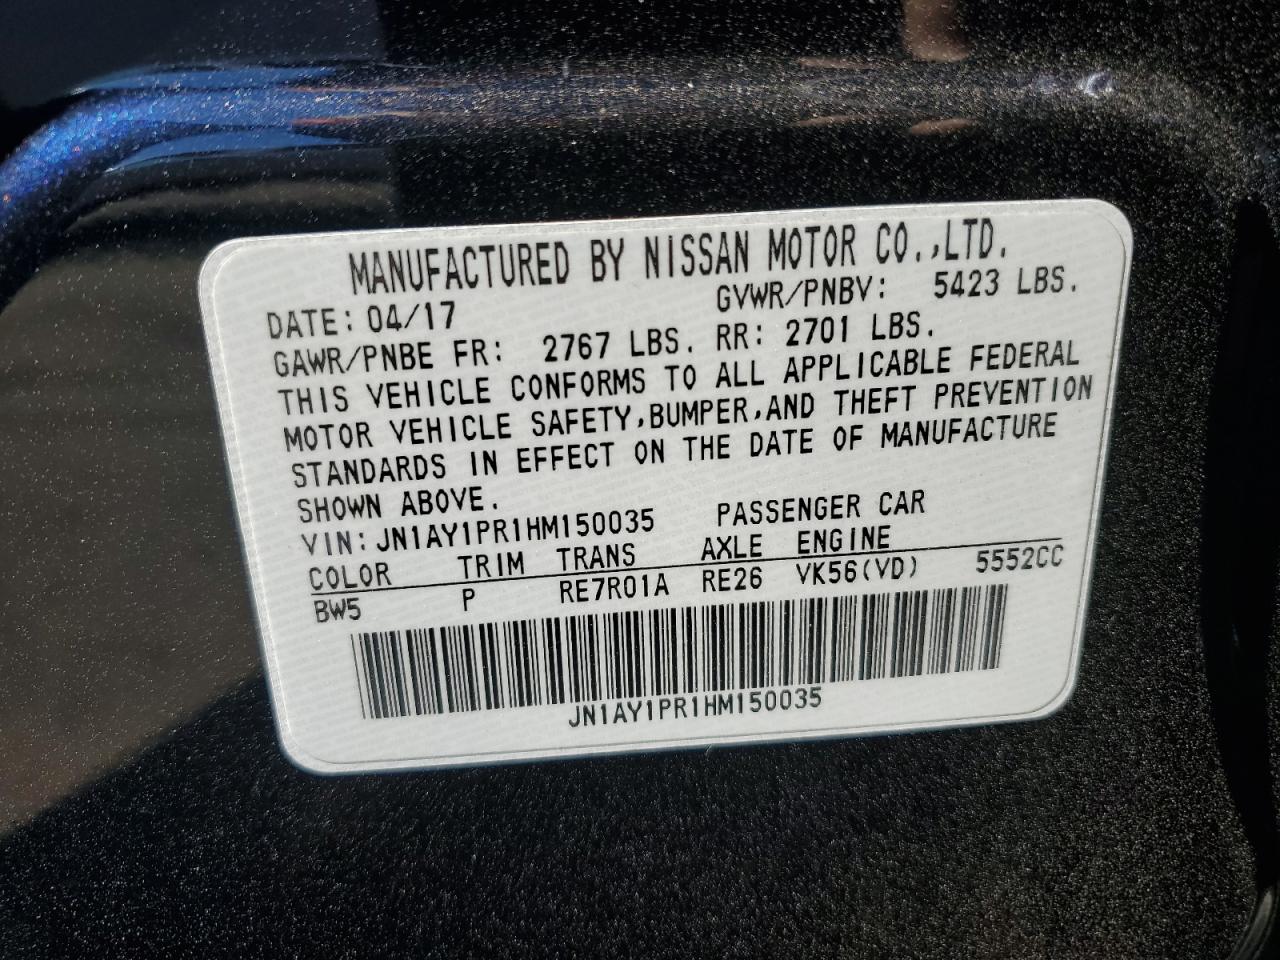 MANUFACTURED BY NISSAN MOTOR CO.,LTD.
DATE: 04/17 GVWR/PNBV: 5423 LBS.
GAWR/PNBE FR: 2767 LBS. RR: 2701 LBS.
THIS VEHICLE CONFORMS TO ALL APPLICABLE FEDERAL
MOTOR VEHICLE SAFETY,BUMPER,AND THEFT PREVENTION
STANDARDS IN EFFECT ON THE DATE OF MANUFACTURE
SHOWN ABOVE.
VIN:JN1AY1PR1HM150035 PASSENGER CAR
COLOR TRIM TRANS AXLE ENGINE
BW5 P RE7R01A RE26 VK56(VD) 5552CC
JN1AY1PR1HM150035